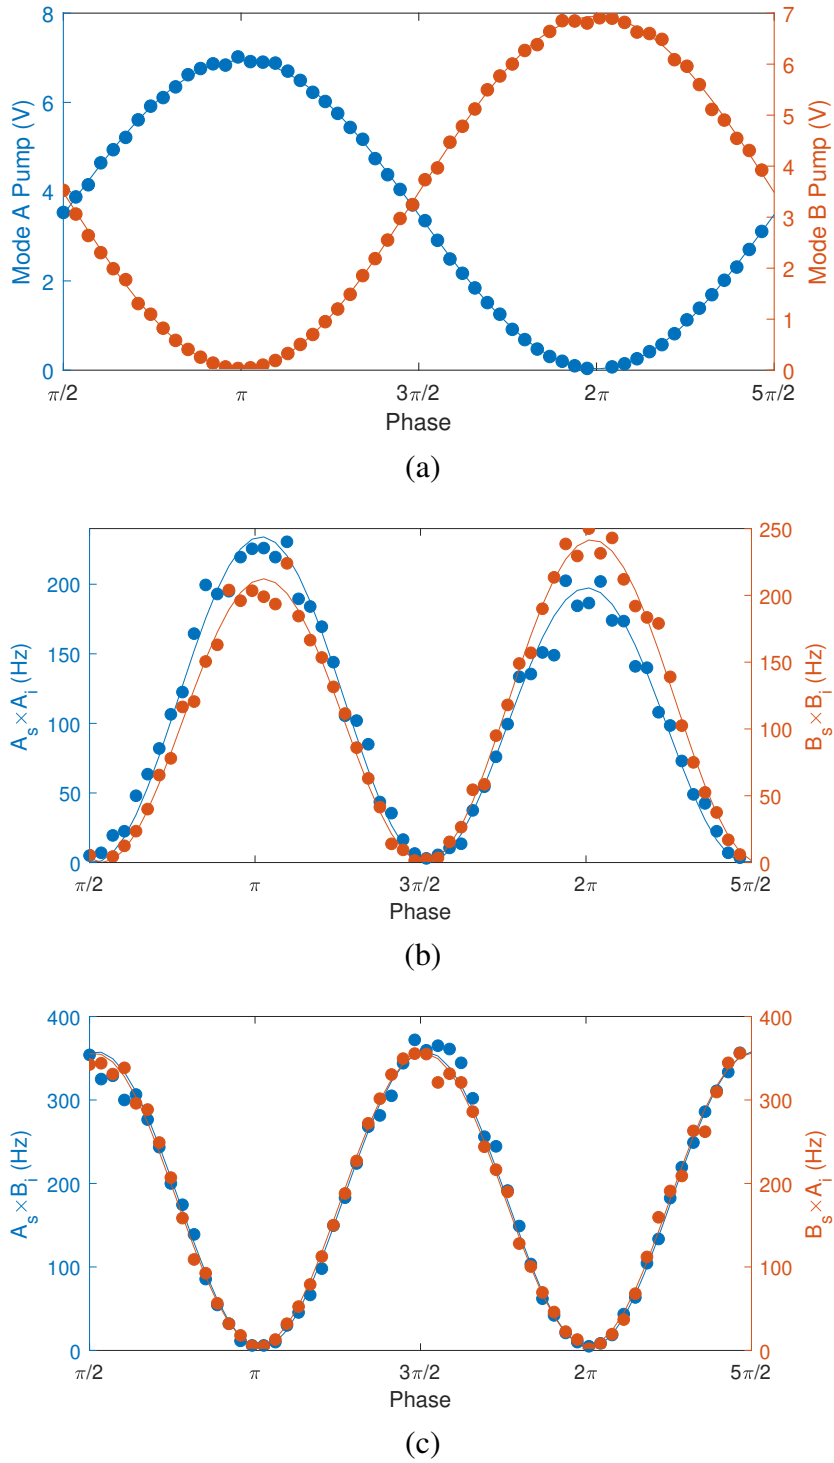 Mode A Pump (V)
8
6
4
2
0
Mode B Pump (V)
7
6
5
4
3
2
1
0
π/2 π 3π/2 2π 5π/2
Phase
(a)
A_s×A_i (Hz)
200
150
100
50
0
B_s×B_i (Hz)
250
200
150
100
50
0
π/2 π 3π/2 2π 5π/2
Phase
(b)
A_s×B_i (Hz)
400
300
200
100
0
B_s×A_i (Hz)
400
300
200
100
0
π/2 π 3π/2 2π 5π/2
Phase
(c)